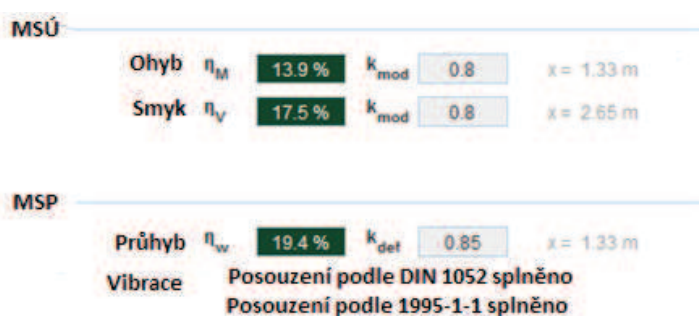 MSÚ
Ohyb ηM 13.9 % kmod 0.8 x = 1.33 m
Smyk ηV 17.5 % kmod 0.8 x = 2.65 m
MSP
Průhyb ηw 19.4 % kdef 0.85 x = 1.33 m
Vibrace Posouzení podle DIN 1052 splněno
Posouzení podle 1995-1-1 splněno